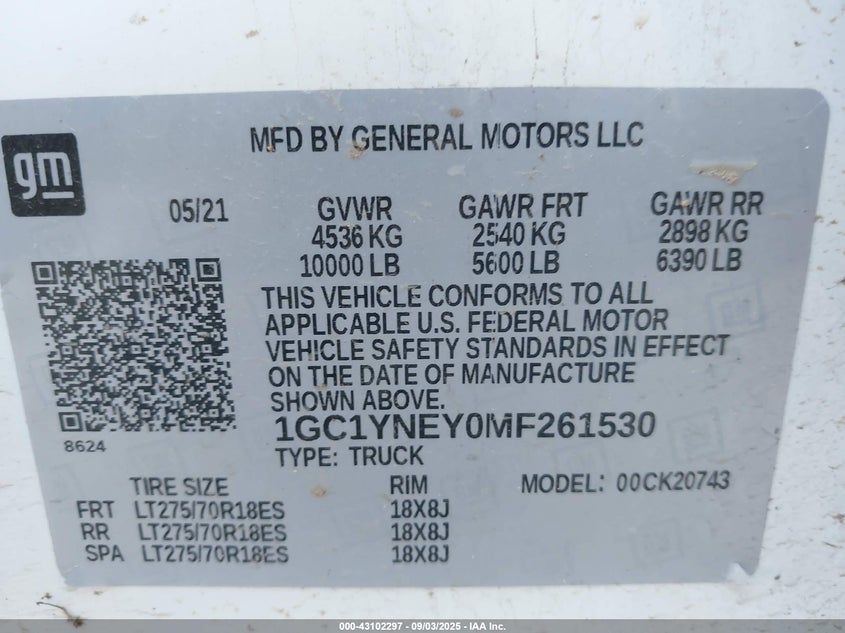 MFD BY GENERAL MOTORS LLC
gm
05/21 GVWR GAWR FRT GAWR RR
4536 KG 2540 KG 2898 KG
10000 LB 5600 LB 6390 LB
THIS VEHICLE CONFORMS TO ALL
APPLICABLE U.S. FEDERAL MOTOR
VEHICLE SAFETY STANDARDS IN EFFECT
ON THE DATE OF MANUFACTURE
SHOWN ABOVE.
8624
1GC1YNEY0MF261530
TYPE: TRUCK
TIRE SIZE RIM MODEL: 00CK20743
FRT LT275/70R18ES 18X8J
RR LT275/70R18ES 18X8J
SPA LT275/70R18ES 18X8J
000-43102297 - 09/03/2025 - IAA Inc.